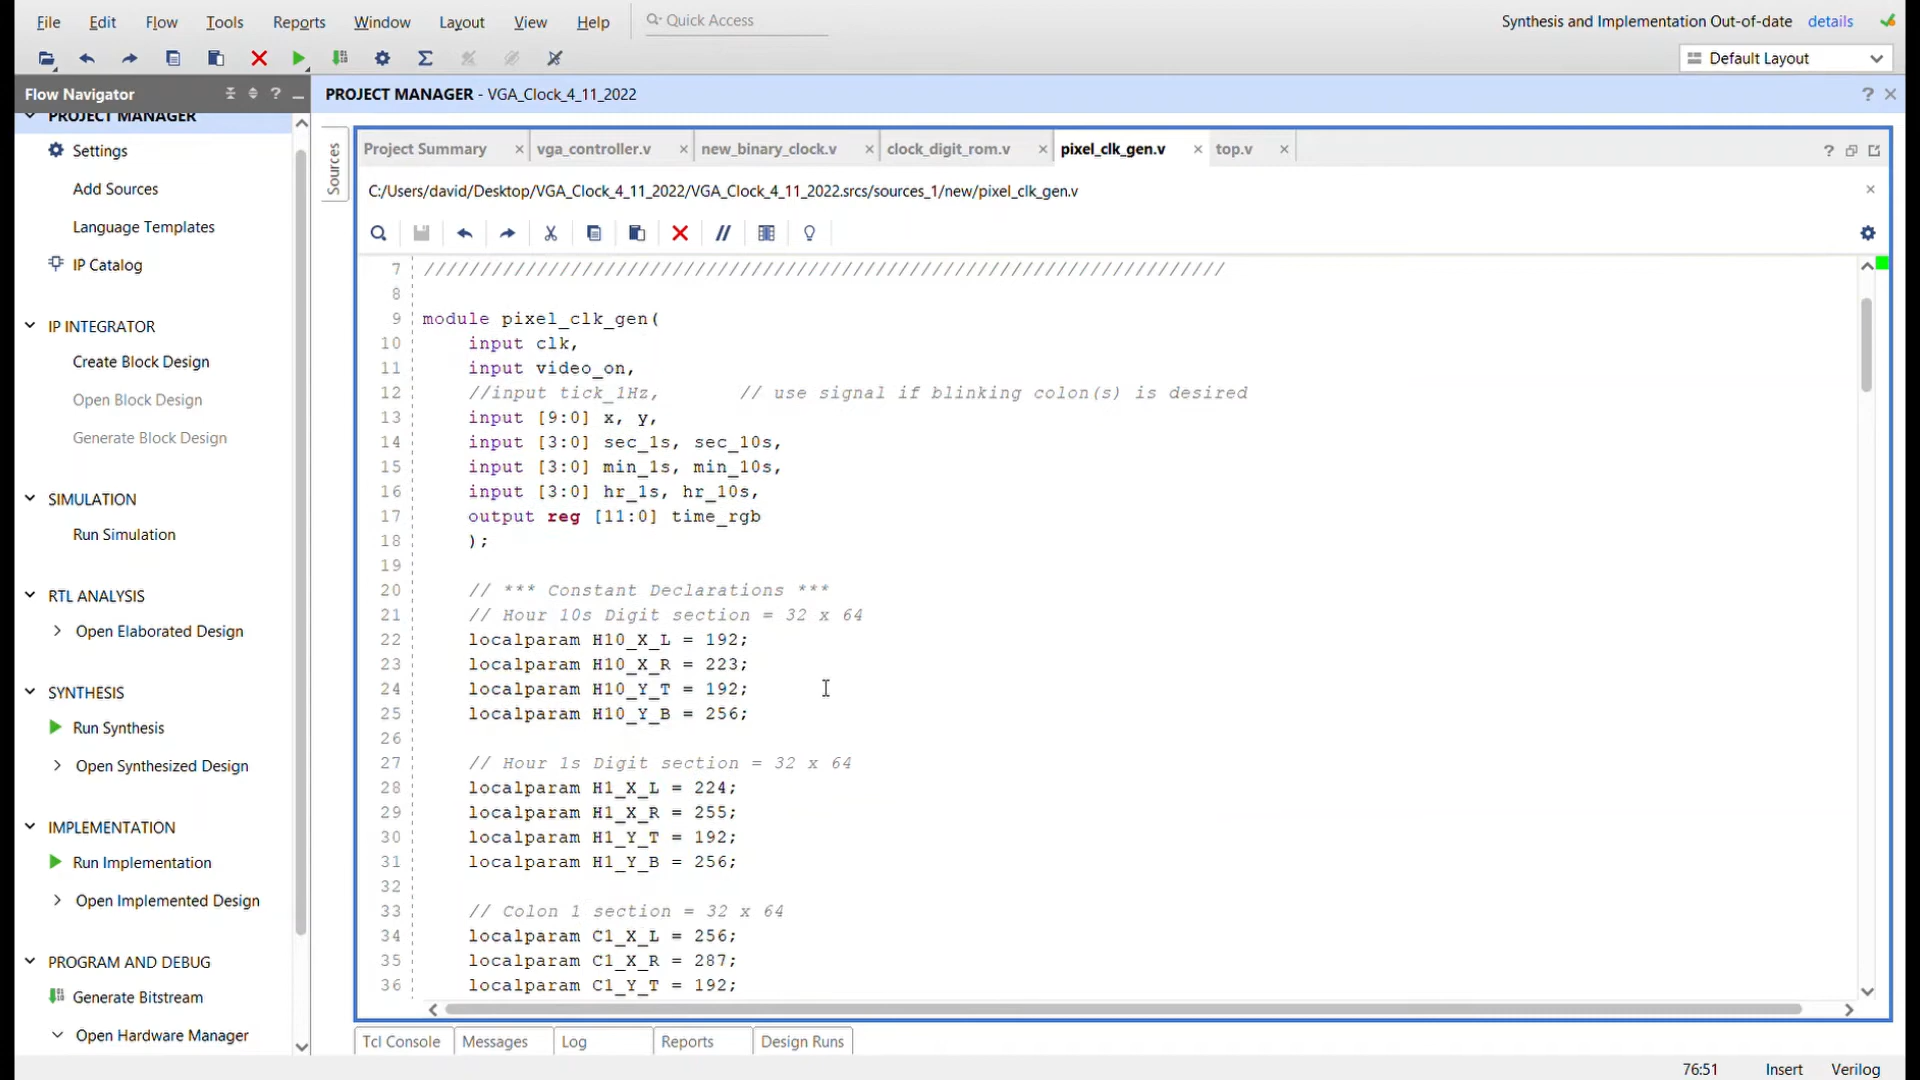 File Edit Flow Tools Reports Window Layout View Help Quick Access Synthesis and Implementation Out-of-date details
Default Layout
Flow Navigator ? PROJECT MANAGER - VGA_Clock_4_11_2022 ?
PROJECT MANAGER
Settings
Add Sources
Language Templates
IP Catalog
IP INTEGRATOR
Create Block Design
Open Block Design
Generate Block Design
SIMULATION
Run Simulation
RTL ANALYSIS
Open Elaborated Design
SYNTHESIS
Run Synthesis
Open Synthesized Design
IMPLEMENTATION
Run Implementation
Open Implemented Design
PROGRAM AND DEBUG
Generate Bitstream
Open Hardware Manager
Sources
Project Summary vga_controller.v new_binary_clock.v clock_digit_rom.v pixel_clk_gen.v top.v ?
C:/Users/david/Desktop/VGA_Clock_4_11_2022/VGA_Clock_4_11_2022.srcs/sources_1/new/pixel_clk_gen.v
//
7 ///////////////////////////////////////////////////////////////////////
8
9 module pixel_clk_gen(
10 input clk,
11 input video_on,
12 //input tick_1Hz, // use signal if blinking colon(s) is desired
13 input [9:0] x, y,
14 input [3:0] sec_1s, sec_10s,
15 input [3:0] min_1s, min_10s,
16 input [3:0] hr_1s, hr_10s,
17 output reg [11:0] time_rgb
18 );
19
20 // *** Constant Declarations ***
21 // Hour 10s Digit section = 32 x 64
22 localparam H10_X_L = 192;
23 localparam H10_X_R = 223;
24 localparam H10_Y_T = 192;
25 localparam H10_Y_B = 256;
26
27 // Hour 1s Digit section = 32 x 64
28 localparam H1_X_L = 224;
29 localparam H1_X_R = 255;
30 localparam H1_Y_T = 192;
31 localparam H1_Y_B = 256;
32
33 // Colon 1 section = 32 x 64
34 localparam C1_X_L = 256;
35 localparam C1_X_R = 287;
36 localparam C1_Y_T = 192;
Tcl Console Messages Log Reports Design Runs
76:51 Insert Verilog